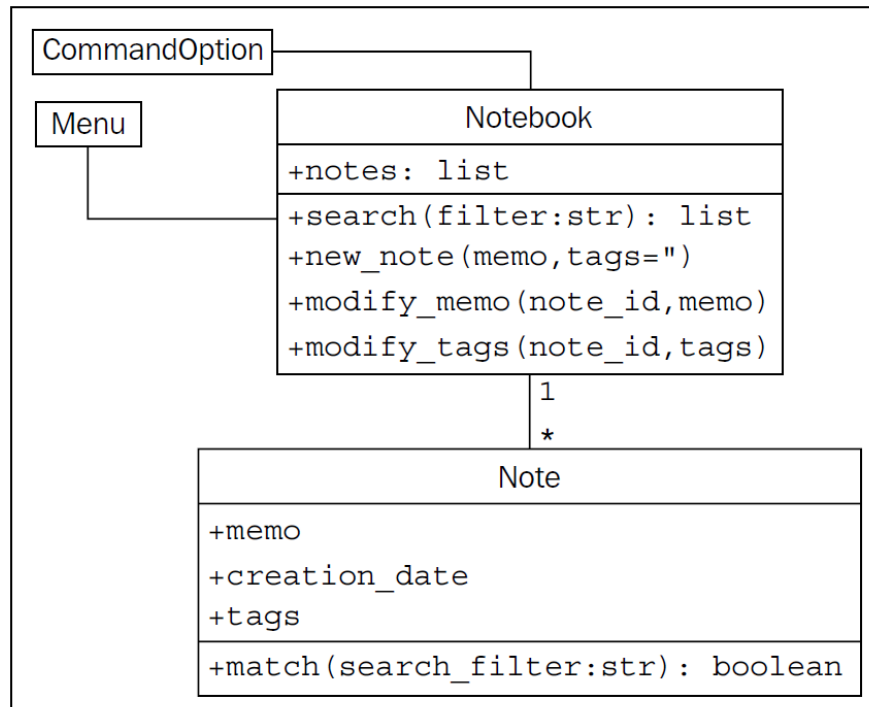 CommandOption
Menu
Notebook
+notes: list
+search(filter:str): list
+new_note(memo,tags=")
+modify_memo(note_id,memo)
+modify_tags(note_id,tags)
1
*
Note
+memo
+creation_date
+tags
+match(search_filter:str): boolean